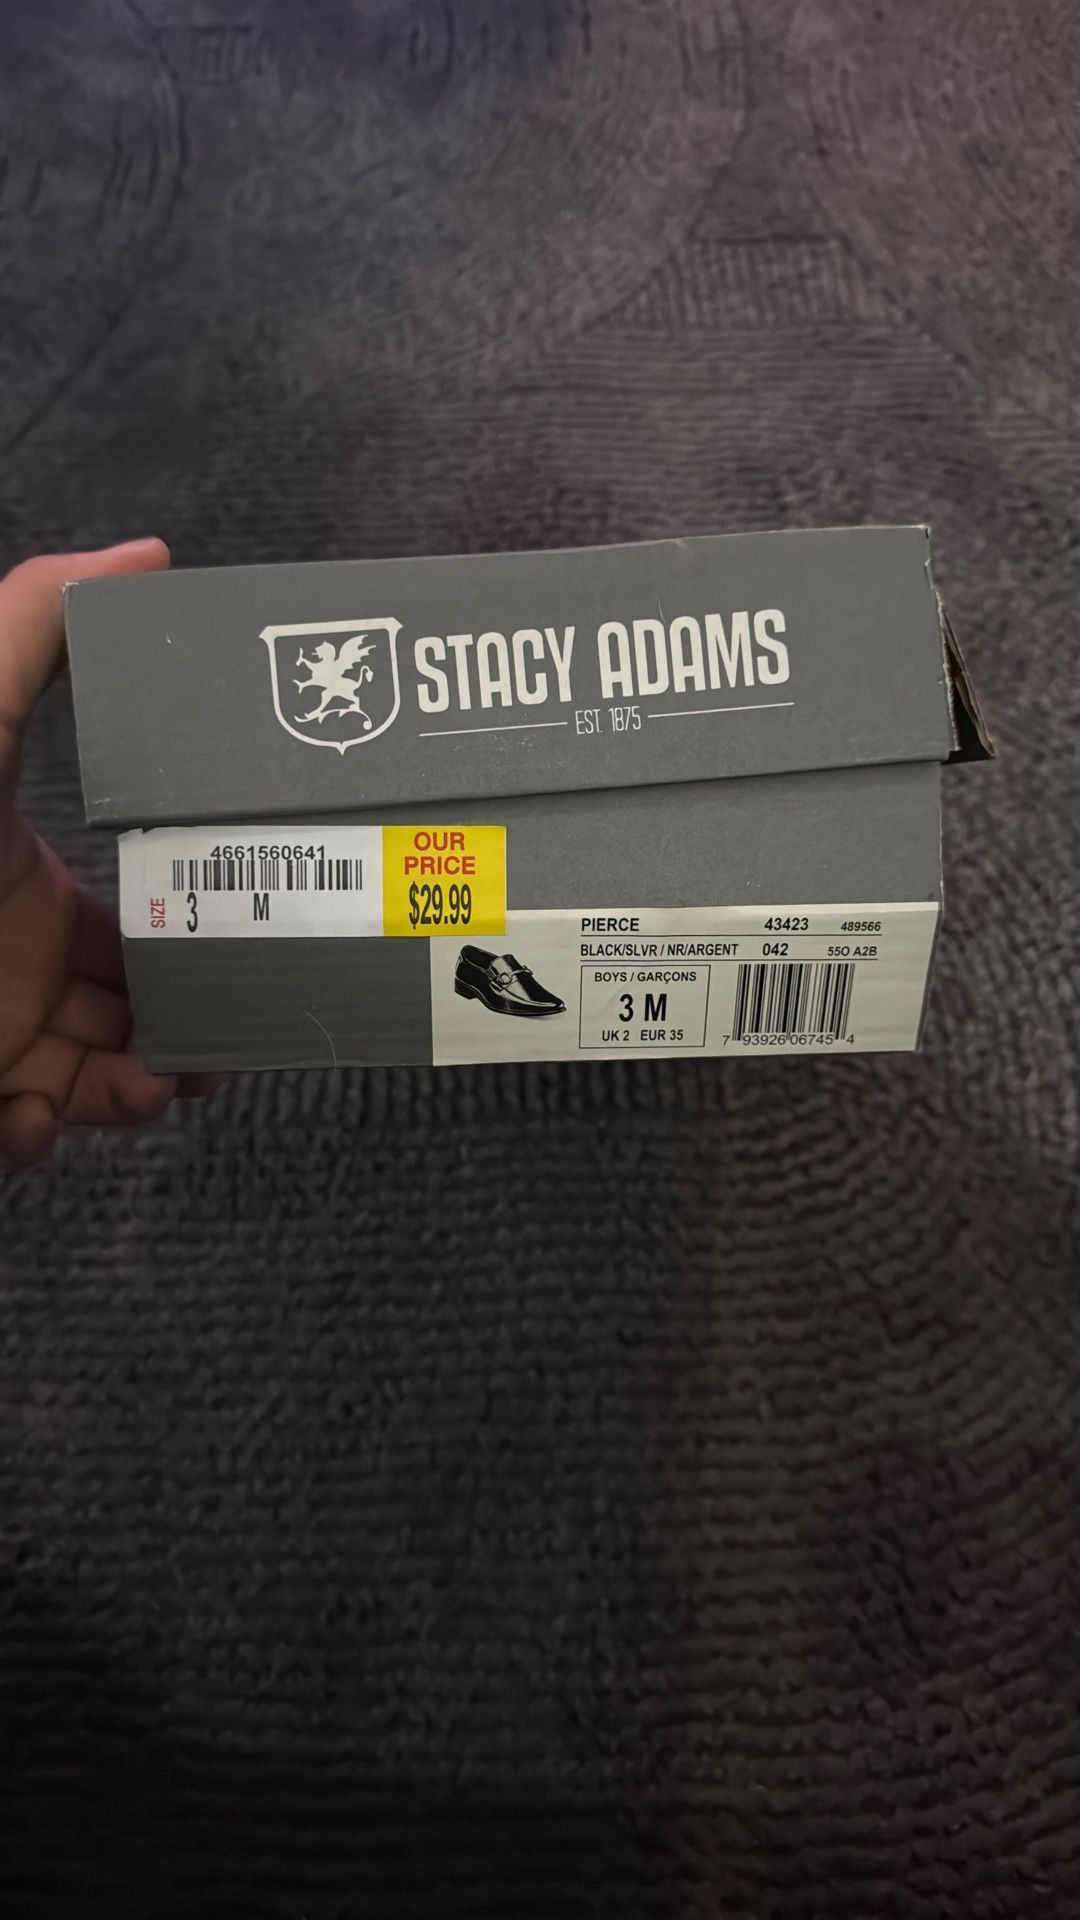 STACY ADAMS
EST. 1875
4661560641
SIZE
3 M
OUR
PRICE
$29.99
PIERCE 43423 489566
BLACK/SLVR / NR/ARGENT 042 55O A2B
BOYS / GARÇONS
3 M
UK 2 EUR 35
7 93926 06745 4